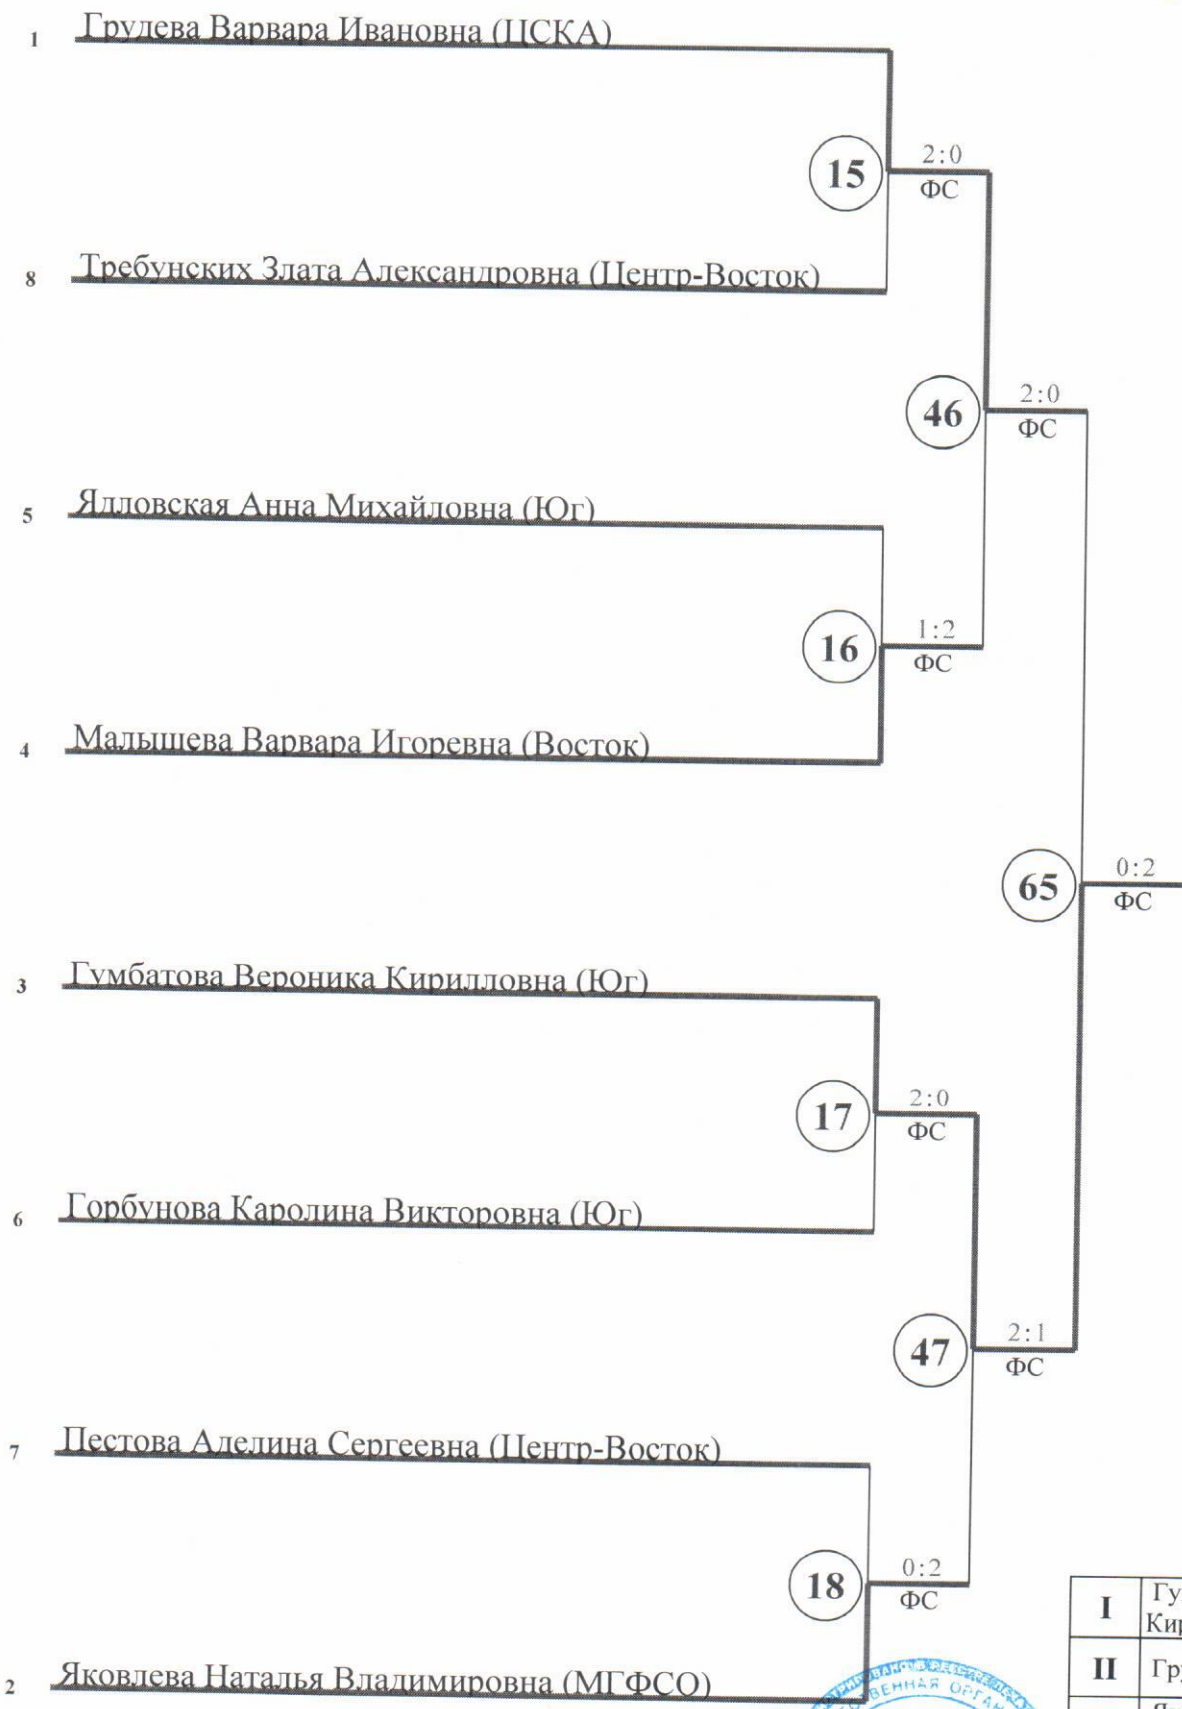 1 Грудева Варвара Ивановна (ЦСКА)
15 2:0
ФС
8 Требунских Злата Александровна (Центр-Восток)
46 2:0
ФС
5 Ядловская Анна Михайловна (Юг)
16 1:2
ФС
4 Малышева Варвара Игоревна (Восток)
65 0:2
ФС
3 Гумбатова Вероника Кирилловна (Юг)
17 2:0
ФС
6 Горбунова Каролина Викторовна (Юг)
47 2:1
ФС
7 Пестова Аделина Сергеевна (Центр-Восток)
18 0:2
ФС
I Гу
Кир
II Гру
2 Яковлева Наталья Владимировна (МГФСО)